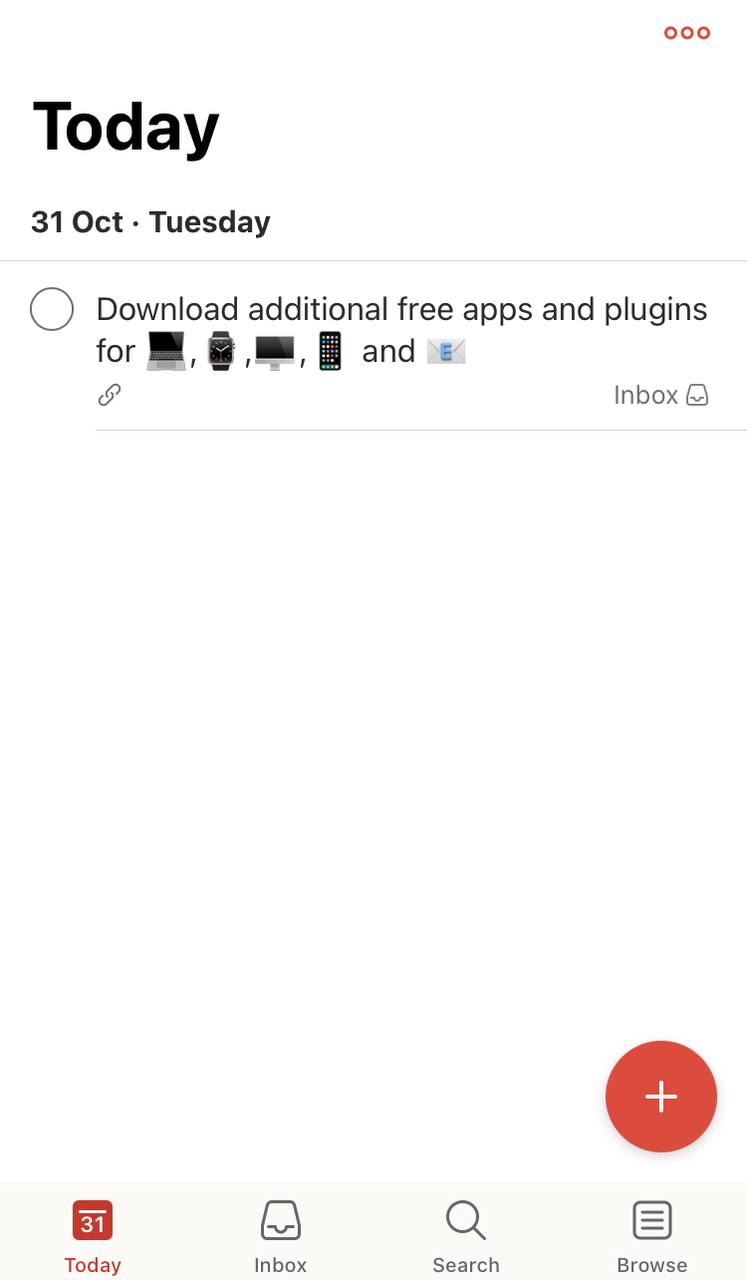 Today
31 Oct · Tuesday
Download additional free apps and plugins
for 💻, ⌚ ,🖥, 📱 and 📧
Inbox
31
Today
Inbox
Search
Browse